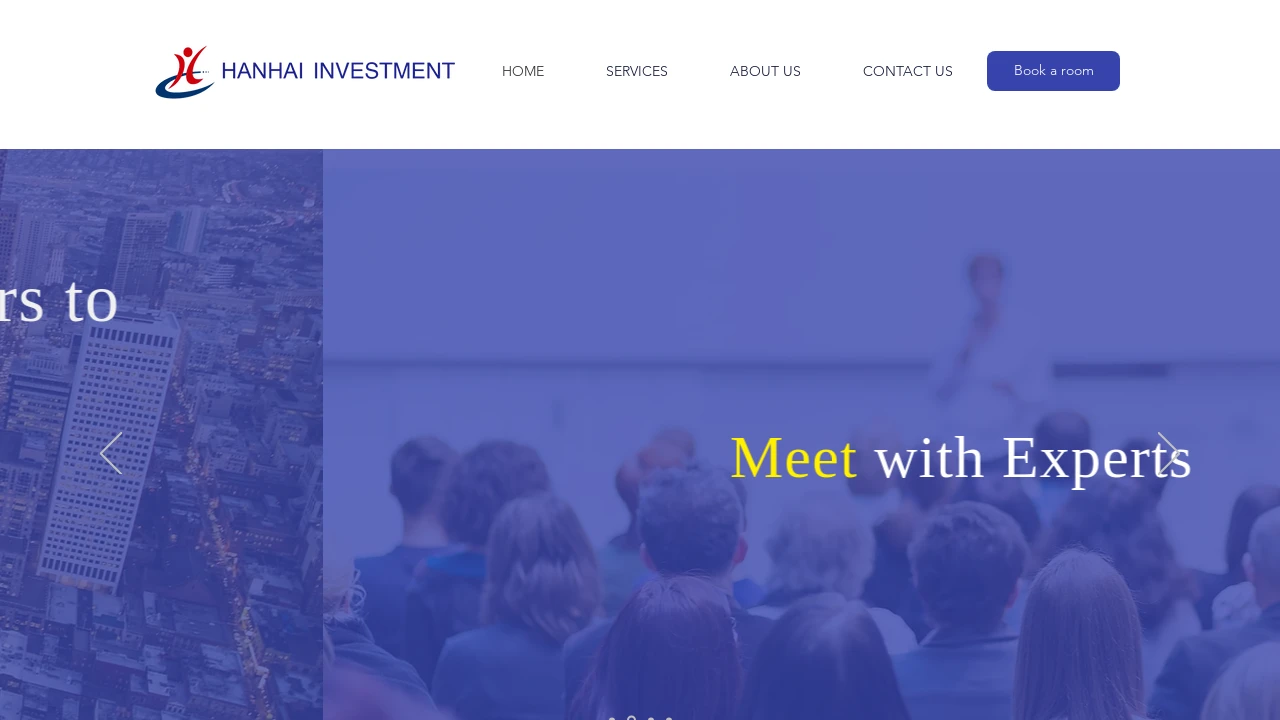 HANHAI INVESTMENT
HOME
SERVICES
ABOUT US
CONTACT US
Book a room
rs to
Meet with Experts